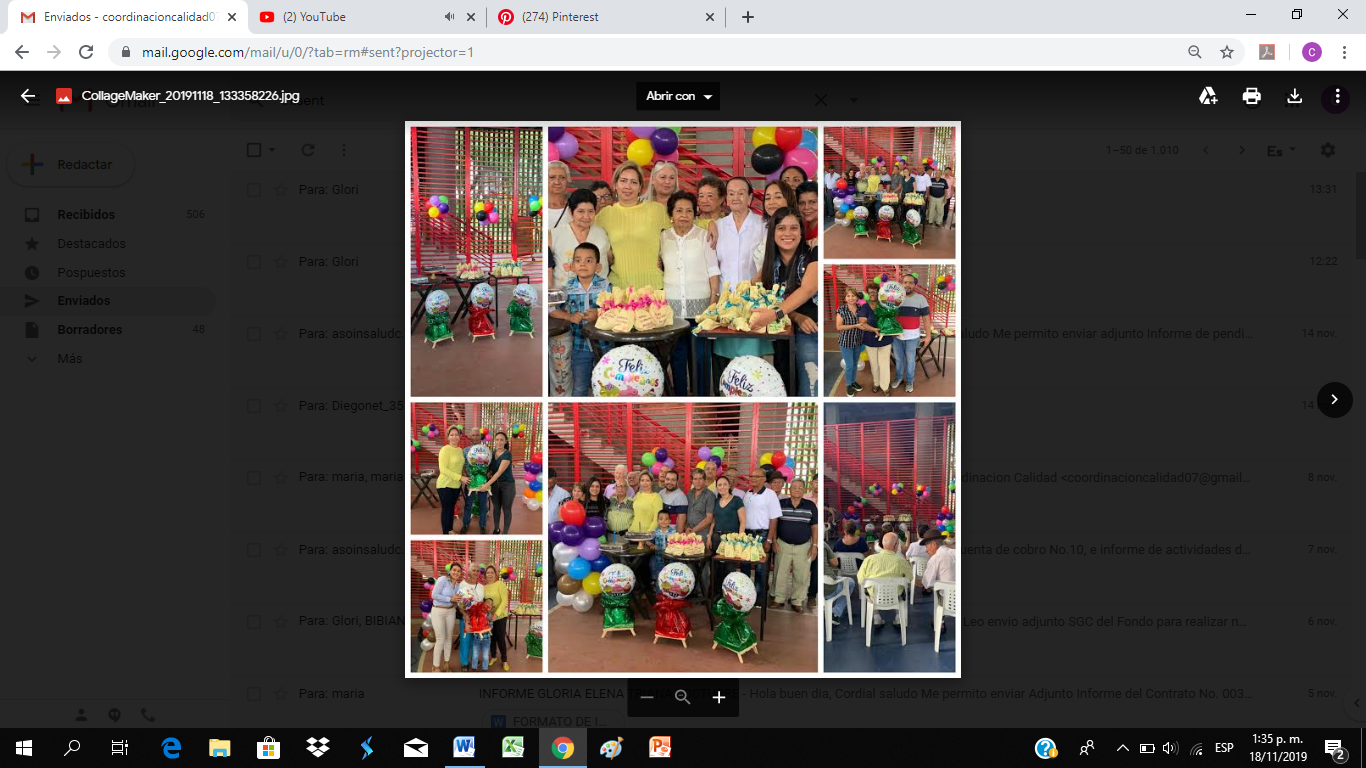 Enviados - coordinacioncalidad07
(2) YouTube
(274) Pinterest
mail.google.com/mail/u/0/?tab=rm#sent?projector=1
C
CollageMaker_20191118_133358226.jpg
Abrir con
sent
Redactar
1–50 de 1.010
Es
Recibidos 506
Destacados
Pospuestos
Enviados
Borradores 48
Más
Para: Glori 13:31
Para: Glori 12:22
Para: asoinsaludc. ludo Me permito enviar adjunto Informe de pendi... 14 nov.
Para: Diegonet_35 14
Para: maria, maria dinacion Calidad <coordinacioncalidad07@gmail... 8 nov.
Para: asoinsaludc. uenta de cobro No.10, e informe de actividades d... 7 nov.
Para: Glori, BIBIAN Leo envio adjunto SGC del Fondo para realizar n... 6 nov.
Para: maria INFORME GLORIA ELENA - Hola buen dia, Cordial saludo Me permito enviar Adjunto Informe del Contrato No. 003... 5 nov.
FORMATO DE I...
Feliz
Cumpleaños
Feliz
ESP
1:35 p. m.
18/11/2019
2